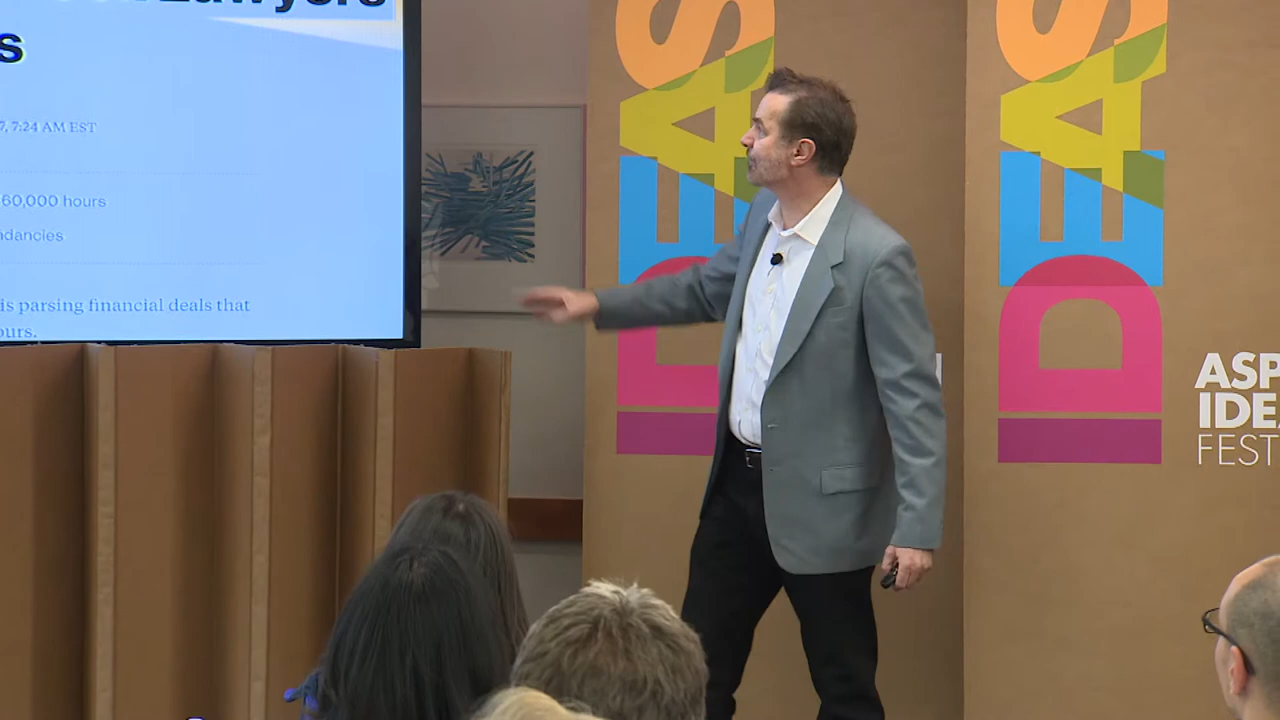 Lawyers
s
7, 7:24 AM EST
60,000 hours
ndancies
is parsing financial deals that
ours.
IDEAS
IDEAS
ASP
IDEA
FEST